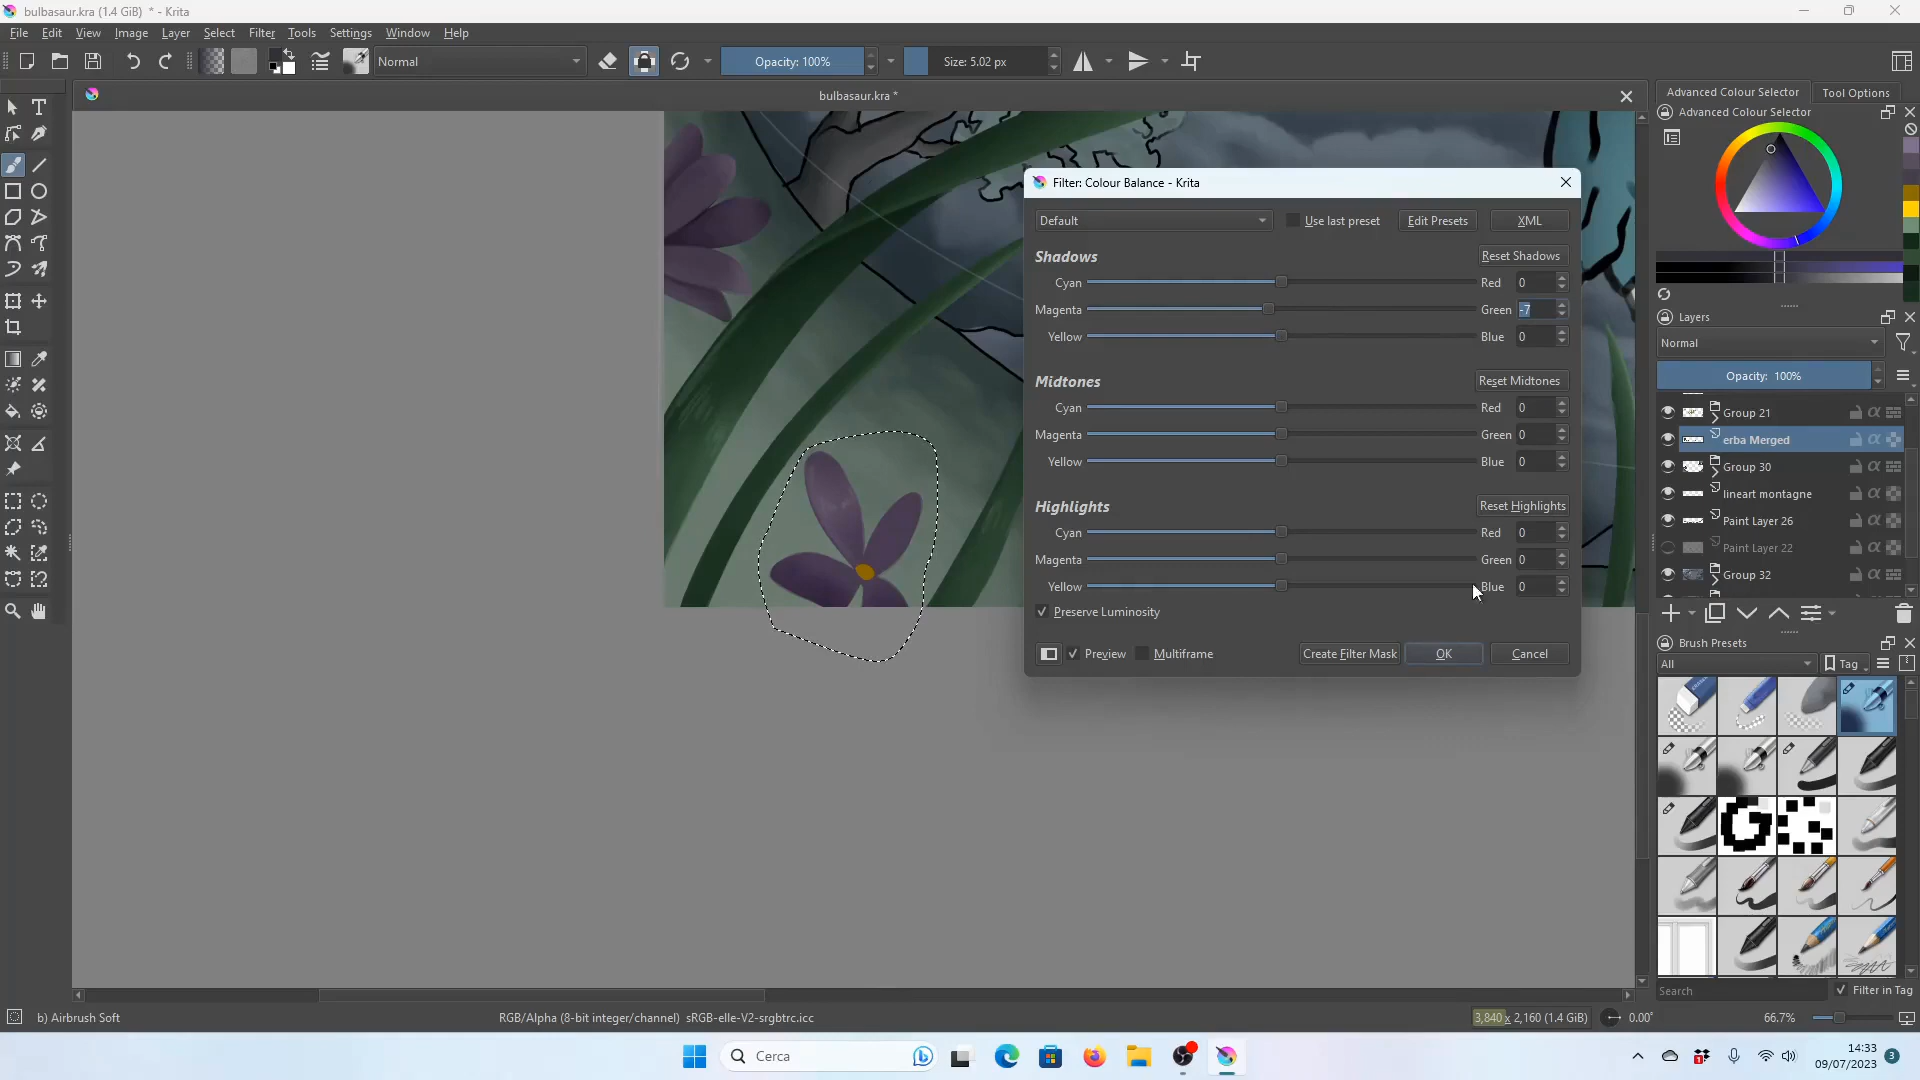 bulbasaur.kra (1.4 GiB) * - Krita
File Edit View Image Layer Select Filter Tools Settings Window Help
Normal
Opacity: 100%
Size: 5.02 px
bulbasaur.kra *
Advanced Colour Selector
Tool Options
Advanced Colour Selector
Filter: Colour Balance - Krita
Default
Use last preset
Edit Presets
XML
Shadows
Reset Shadows
Cyan Red 0
Magenta Green -7
Yellow Blue 0
Midtones
Reset Midtones
Cyan Red 0
Magenta Green 0
Yellow Blue 0
Highlights
Reset Highlights
Cyan Red 0
Magenta Green 0
Yellow Blue 0
Preserve Luminosity
Preview
Multiframe
Create Filter Mask
OK
Cancel
Layers
Normal
Opacity: 100%
Group 21
erba Merged
Group 30
lineart montagne
Paint Layer 26
Paint Layer 22
Group 32
Brush Presets
All
Tag
Search
Filter in Tag
b) Airbrush Soft
RGB/Alpha (8-bit integer/channel) sRGB-elle-V2-srgbtrc.icc
3,840 x 2,160 (1.4 GiB)
0.00°
66.7%
Cerca
14:33
09/07/2023
3